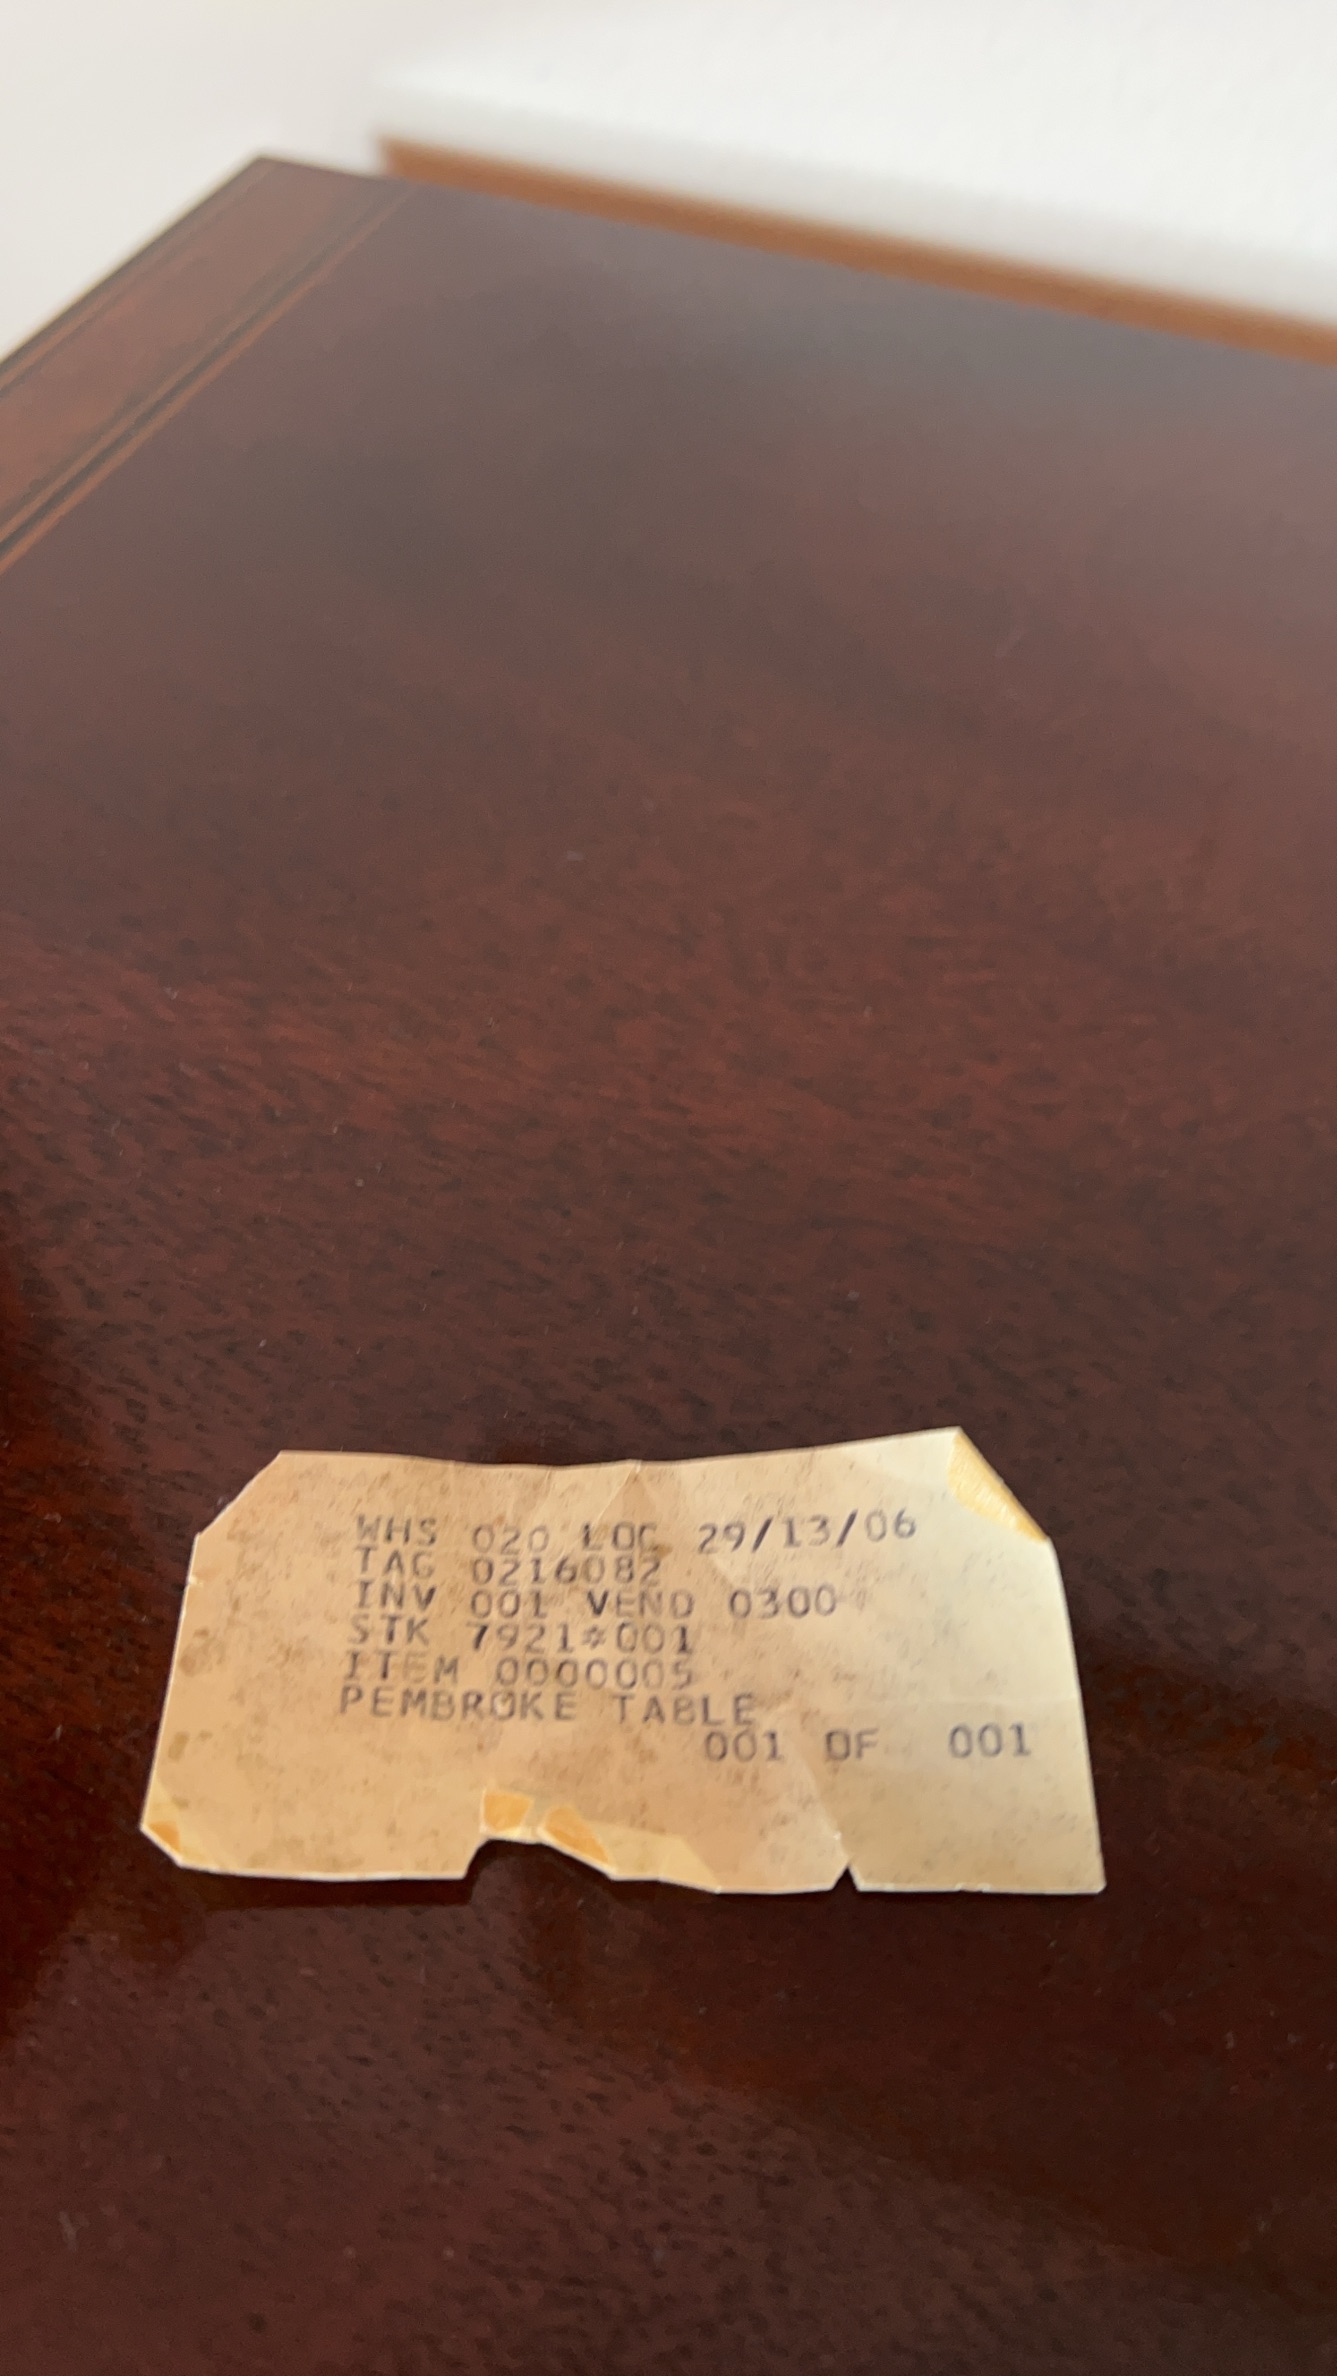 WHS 020 LOC 29/13/06
TAG 0216082
INV 001 VEND 0300
STK 7921*001
ITEM 0000005
PEMBROKE TABLE
001 OF 001